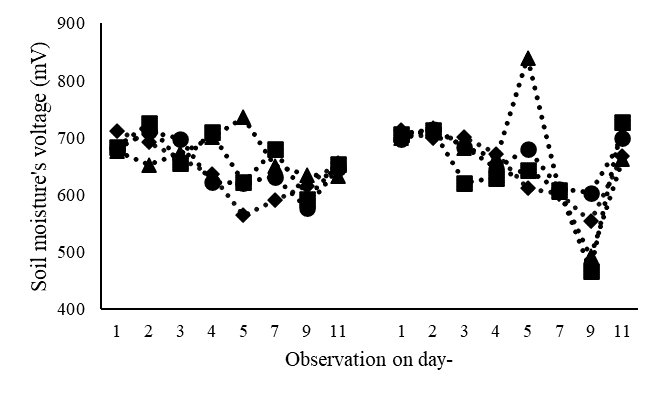 900
800
700
600
500
400
Soil moisture's voltage (mV)
1 2 3 4 5 7 9 11 1 2 3 4 5 7 9 11
Observation on day-